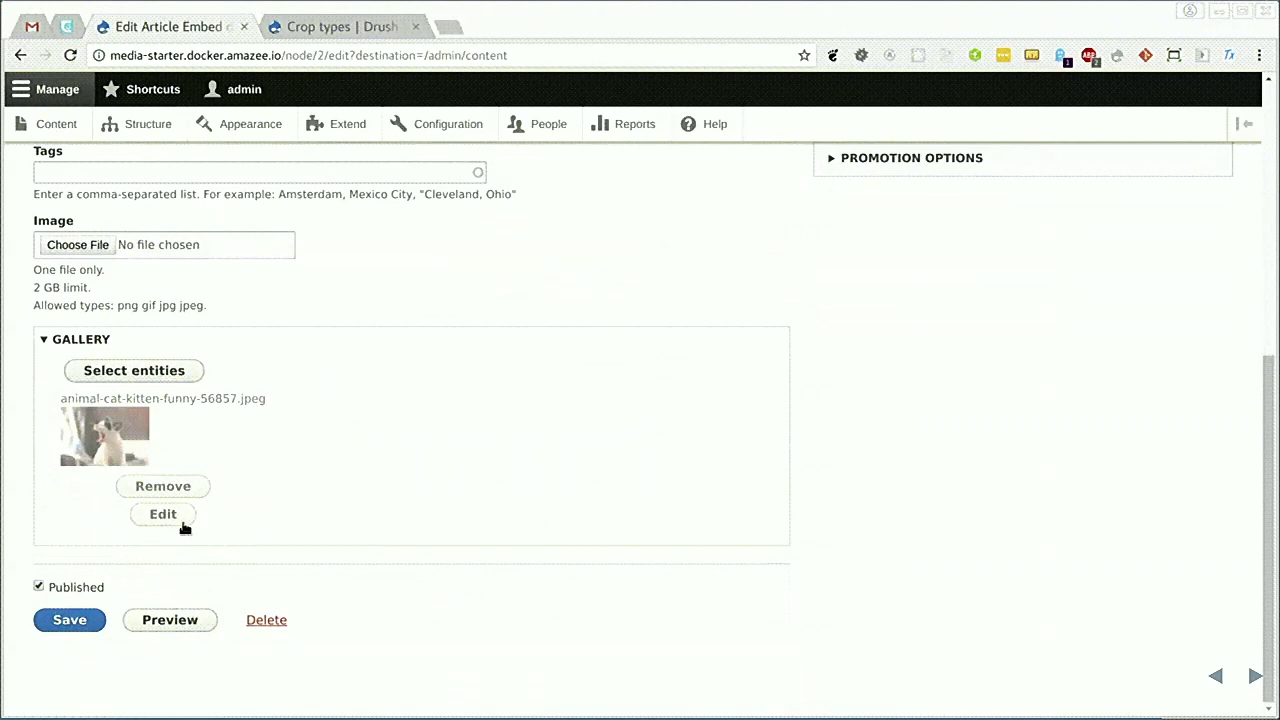 Edit Article Embed
Crop types | Drush
media-starter.docker.amazee.io/node/2/edit?destination=/admin/content
Manage
Shortcuts
admin
Content
Structure
Appearance
Extend
Configuration
People
Reports
Help
Tags
PROMOTION OPTIONS
Enter a comma-separated list. For example: Amsterdam, Mexico City, "Cleveland, Ohio"
Image
Choose File No file chosen
One file only.
2 GB limit.
Allowed types: png gif jpg jpeg.
GALLERY
Select entities
animal-cat-kitten-funny-56857.jpeg
Remove
Edit
Published
Save
Preview
Delete